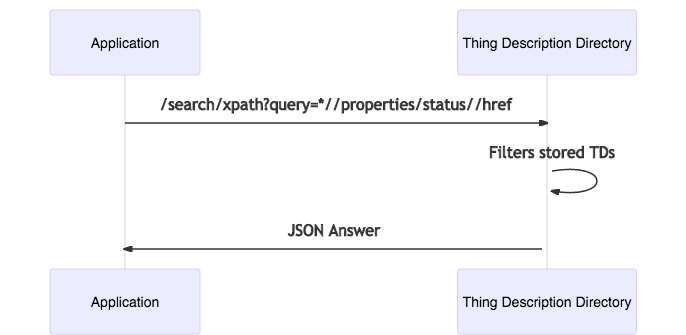 Application
Thing Description Directory
/search/xpath?query=*//properties/status//href
Filters stored TDs
JSON Answer
Application
Thing Description Directory